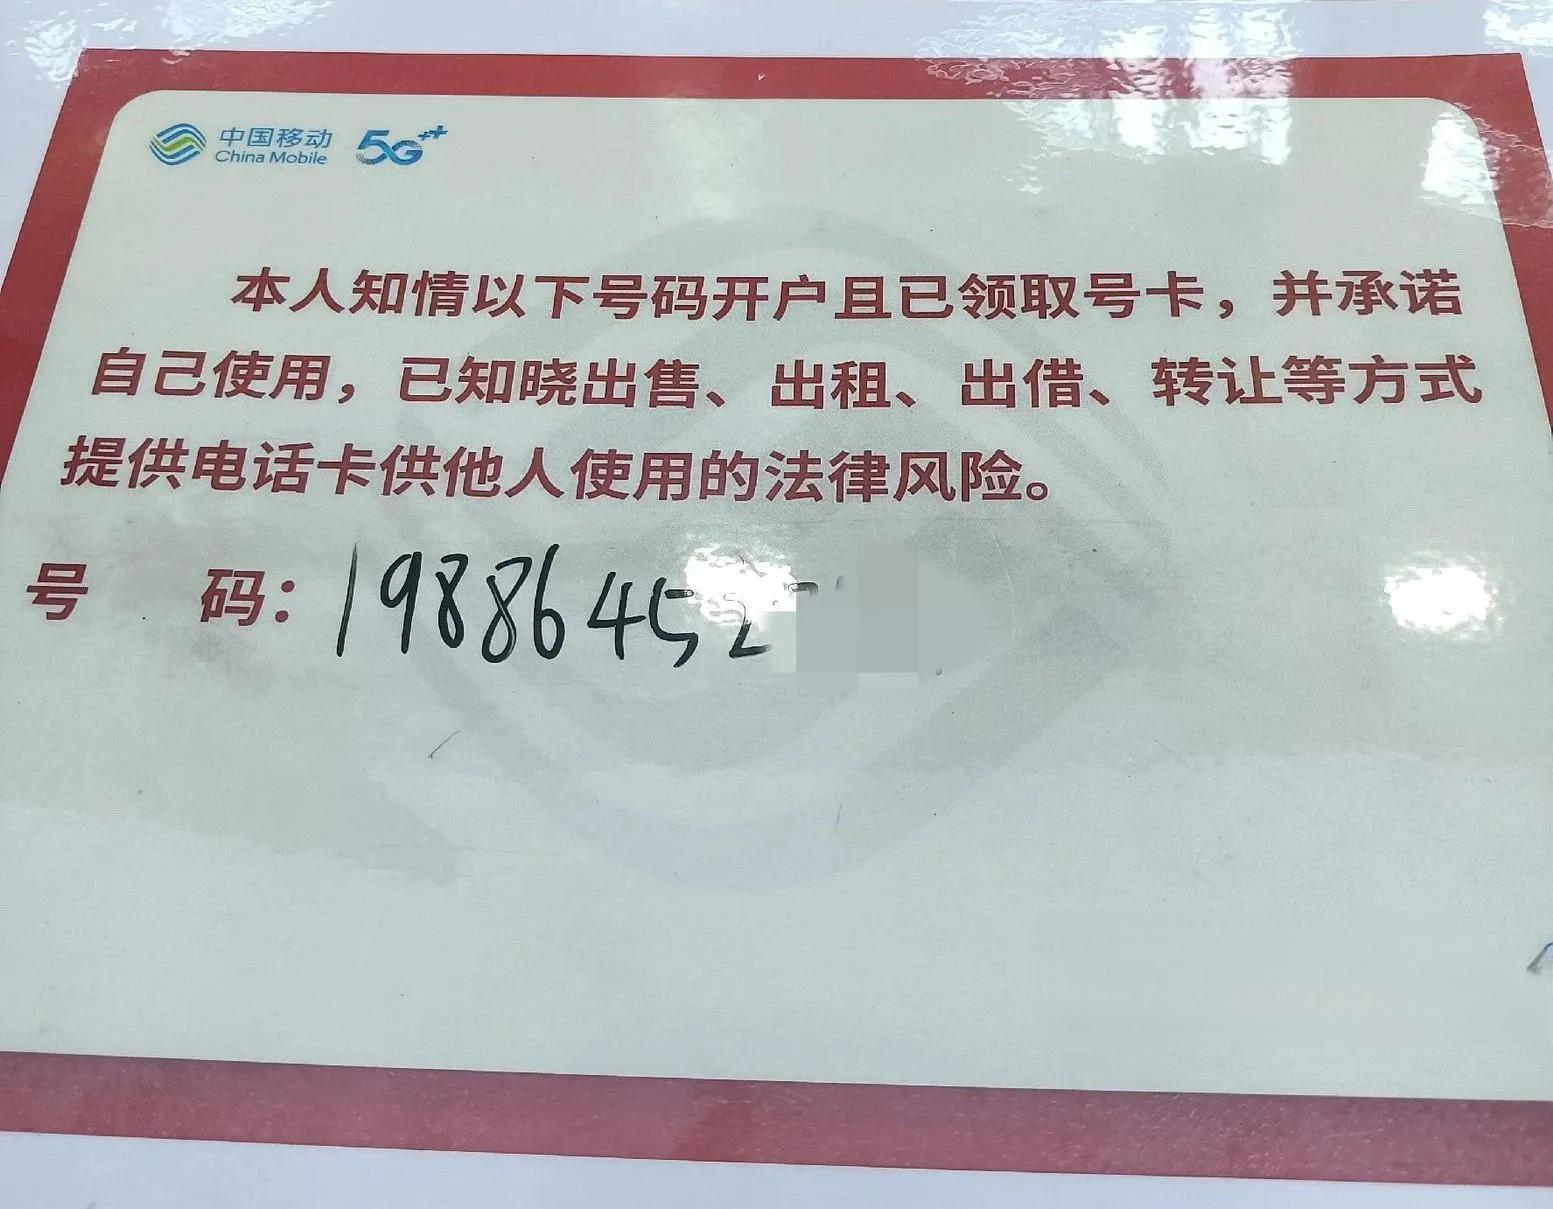 中国移动
China Mobile
5G++
本人知情以下号码开户且已领取号卡，并承诺
自己使用，已知晓出售、出租、出借、转让等方式
提供电话卡供他人使用的法律风险。
号 码：19886452